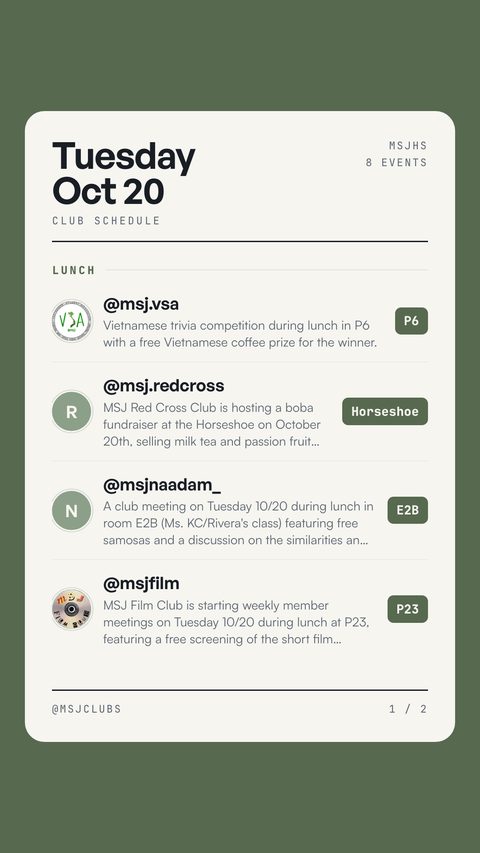 Tuesday
Oct 20
MSJHS
8 EVENTS
CLUB SCHEDULE
LUNCH
VSA
@msj.vsa
Vietnamese trivia competition during lunch in P6
with a free Vietnamese coffee prize for the winner.
P6
R
@msj.redcross
MSJ Red Cross Club is hosting a boba
fundraiser at the Horseshoe on October
20th, selling milk tea and passion fruit...
Horseshoe
N
@msjnaadam_
A club meeting on Tuesday 10/20 during lunch in
room E2B (Ms. KC/Rivera's class) featuring free
samosas and a discussion on the similarities an...
E2B
MSJ
@msjfilm
MSJ Film Club is starting weekly member
meetings on Tuesday 10/20 during lunch at P23,
featuring a free screening of the short film...
P23
@MSJCLUBS
1 / 2